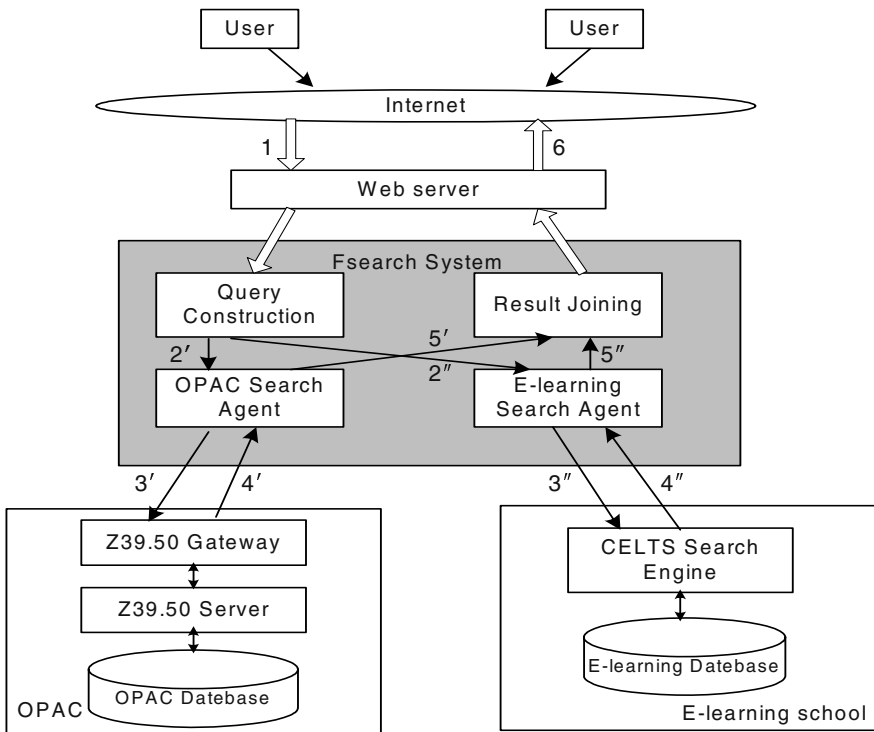 User
User
Internet
1
6
Web server
Fsearch System
Query
Construction
Result Joining
2′
5′
2″
5″
OPAC Search
Agent
E-learning
Search Agent
3′
4′
3″
4″
Z39.50 Gateway
CELTS Search
Engine
Z39.50 Server
OPAC Datebase
E-learning Datebase
OPAC
E-learning school